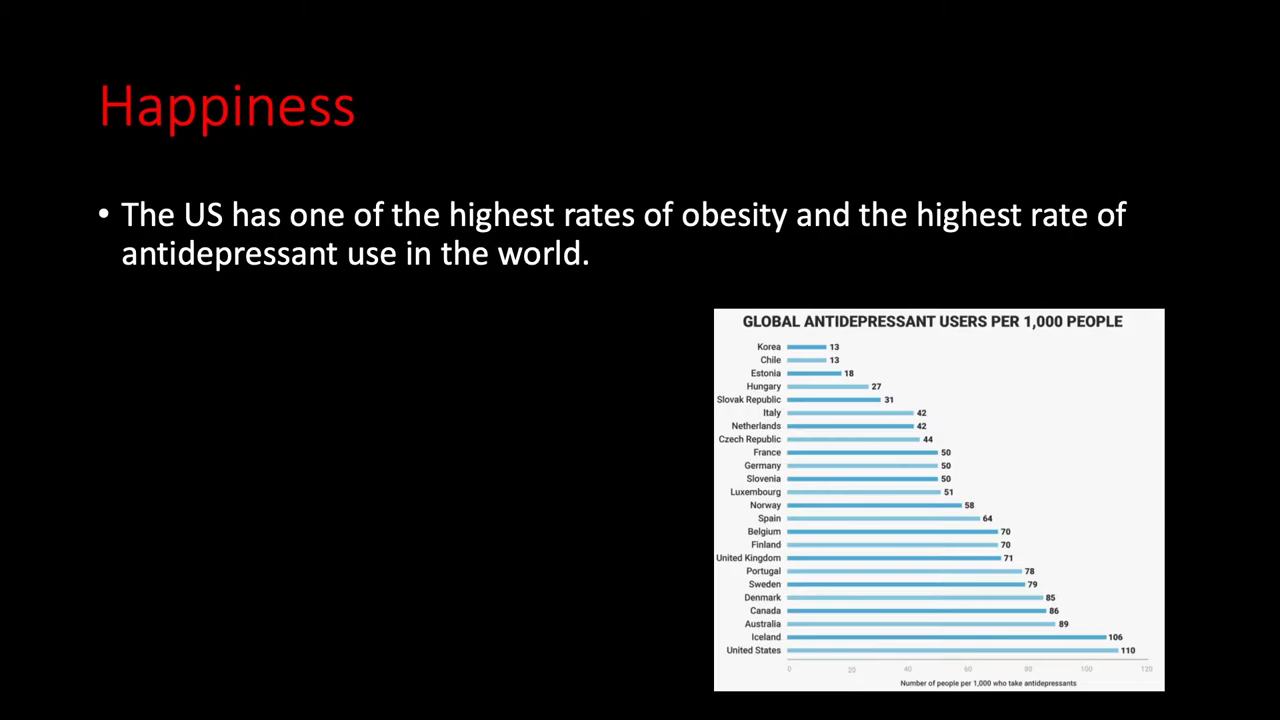 Happiness
• The US has one of the highest rates of obesity and the highest rate of
antidepressant use in the world.
GLOBAL ANTIDEPRESSANT USERS PER 1,000 PEOPLE
Korea 13
Chile 13
Estonia 18
Hungary 27
Slovak Republic 31
Italy 42
Netherlands 42
Czech Republic 44
France 50
Germany 50
Slovenia 50
Luxembourg 51
Norway 58
Spain 64
Belgium 70
Finland 70
United Kingdom 71
Portugal 78
Sweden 79
Denmark 85
Canada 86
Australia 89
Iceland 106
United States 110
0 20 40 60 80 100 120
Number of people per 1,000 who take antidepressants